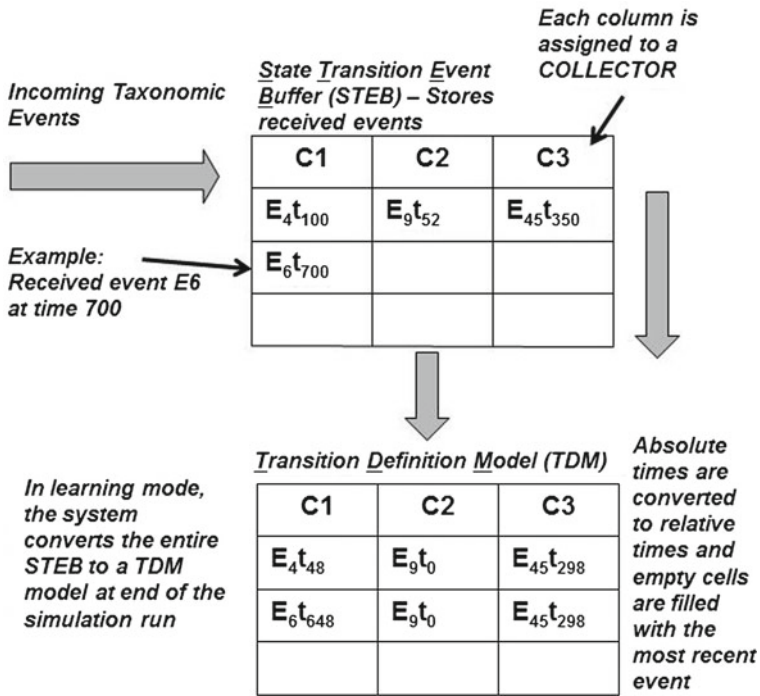 Each column is
assigned to a
COLLECTOR
Incoming Taxonomic
Events
State Transition Event
Buffer (STEB) – Stores
received events
C1 C2 C3
E4t100 E9t52 E45t350
E6t700
Example:
Received event E6
at time 700
Transition Definition Model (TDM)
In learning mode,
the system
converts the entire
STEB to a TDM
model at end of the
simulation run
C1 C2 C3
E4t48 E9t0 E45t298
E6t648 E9t0 E45t298
Absolute
times are
converted
to relative
times and
empty cells
are filled
with the
most recent
event